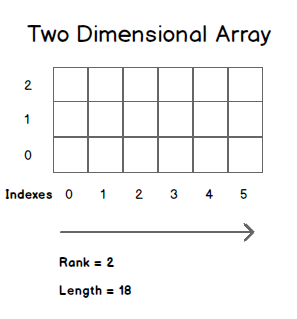 Two Dimensional Array
2
1
0
Indexes 0 1 2 3 4 5
Rank = 2
Length = 18